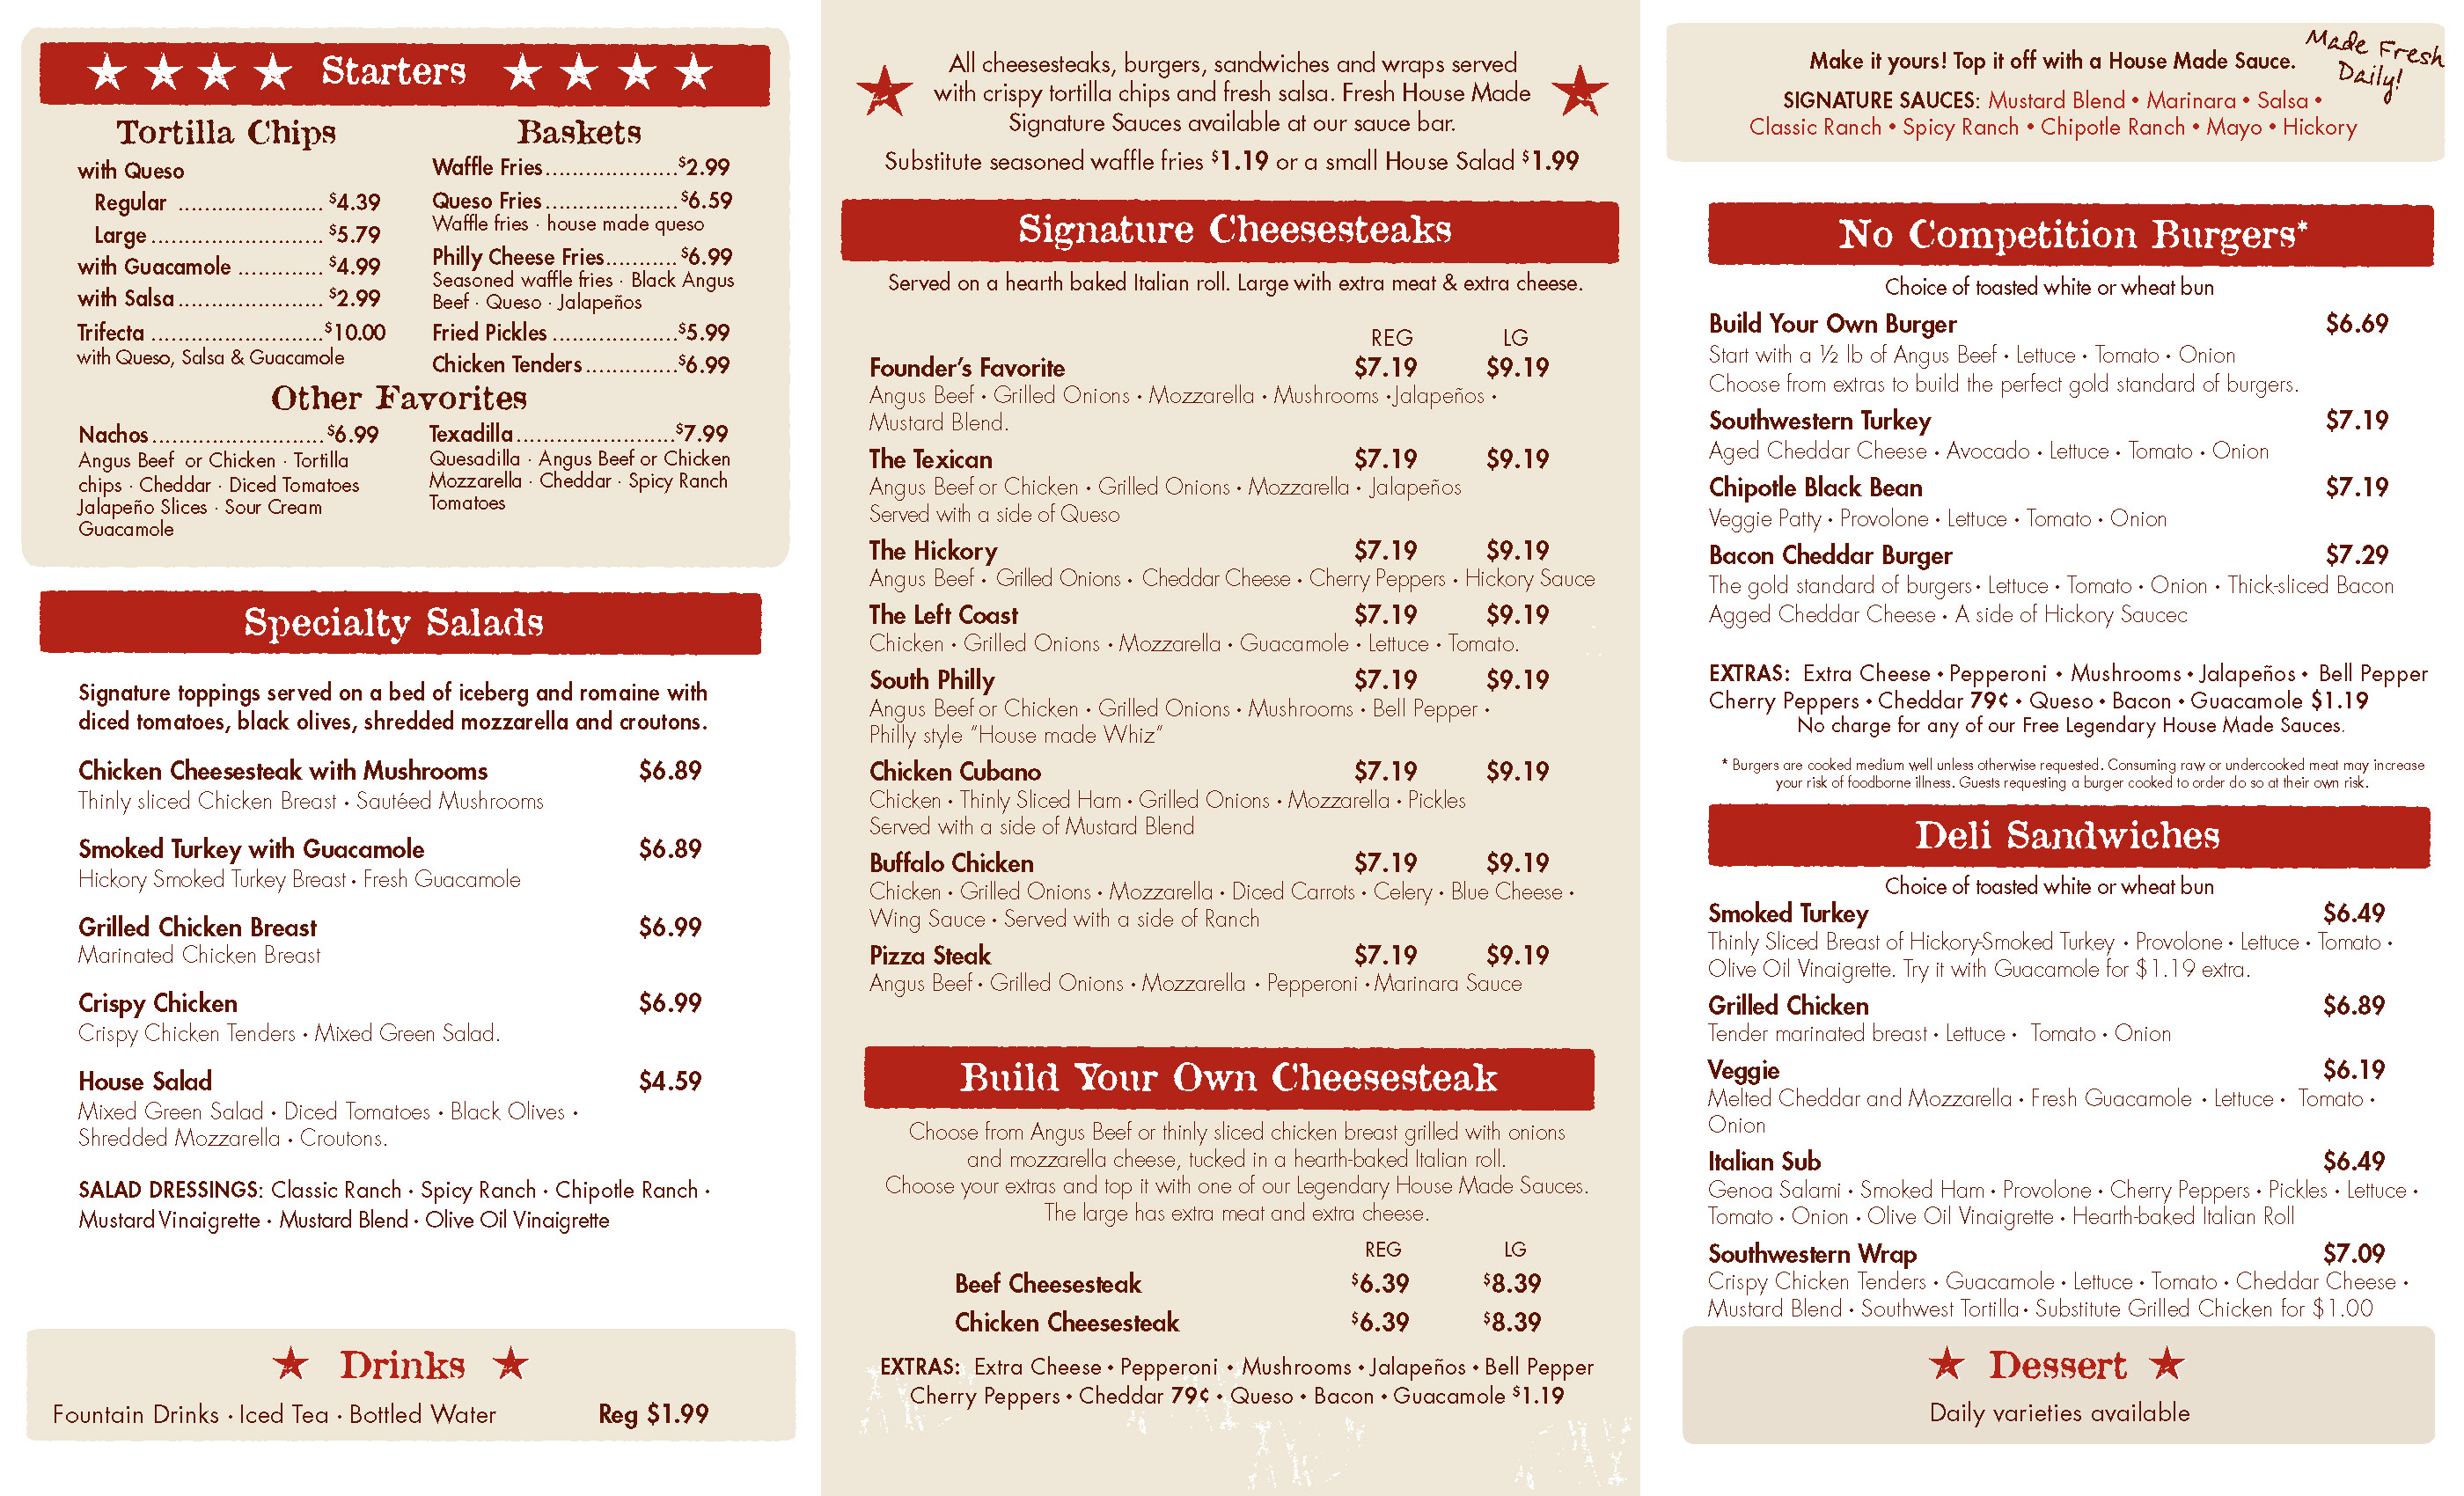 Starters
Tortilla Chips
with Queso
Regular ...................... $4.39
Large .......................... $5.79
with Guacamole ............. $4.99
with Salsa ...................... $2.99
Trifecta ..........................$10.00
with Queso, Salsa & Guacamole
Baskets
Waffle Fries....................$2.99
Queso Fries....................$6.59
Waffle fries · house made queso
Philly Cheese Fries...........$6.99
Seasoned waffle fries · Black Angus
Beef · Queso · Jalapeños
Fried Pickles ...................$5.99
Chicken Tenders..............$6.99
Other Favorites
Nachos..........................$6.99
Angus Beef or Chicken · Tortilla
chips · Cheddar · Diced Tomatoes
Jalapeño Slices · Sour Cream
Guacamole
Texadilla........................$7.99
Quesadilla · Angus Beef or Chicken
Mozzarella · Cheddar · Spicy Ranch
Tomatoes
Specialty Salads
Signature toppings served on a bed of iceberg and romaine with
diced tomatoes, black olives, shredded mozzarella and croutons.
Chicken Cheesesteak with Mushrooms $6.89
Thinly sliced Chicken Breast • Sautéed Mushrooms
Smoked Turkey with Guacamole $6.89
Hickory Smoked Turkey Breast • Fresh Guacamole
Grilled Chicken Breast $6.99
Marinated Chicken Breast
Crispy Chicken $6.99
Crispy Chicken Tenders • Mixed Green Salad.
House Salad $4.59
Mixed Green Salad • Diced Tomatoes • Black Olives •
Shredded Mozzarella • Croutons.
SALAD DRESSINGS: Classic Ranch • Spicy Ranch • Chipotle Ranch •
Mustard Vinaigrette • Mustard Blend • Olive Oil Vinaigrette
Drinks
Fountain Drinks · Iced Tea · Bottled Water Reg $1.99
All cheesesteaks, burgers, sandwiches and wraps served
with crispy tortilla chips and fresh salsa. Fresh House Made
Signature Sauces available at our sauce bar.
Substitute seasoned waffle fries $1.19 or a small House Salad $1.99
Signature Cheesesteaks
Served on a hearth baked Italian roll. Large with extra meat & extra cheese.
REG LG
Founder's Favorite $7.19 $9.19
Angus Beef • Grilled Onions • Mozzarella • Mushrooms •Jalapeños •
Mustard Blend.
The Texican $7.19 $9.19
Angus Beef or Chicken • Grilled Onions • Mozzarella • Jalapeños
Served with a side of Queso
The Hickory $7.19 $9.19
Angus Beef • Grilled Onions • Cheddar Cheese • Cherry Peppers • Hickory Sauce
The Left Coast $7.19 $9.19
Chicken • Grilled Onions • Mozzarella • Guacamole • Lettuce • Tomato.
South Philly $7.19 $9.19
Angus Beef or Chicken • Grilled Onions • Mushrooms • Bell Pepper •
Philly style "House made Whiz"
Chicken Cubano $7.19 $9.19
Chicken • Thinly Sliced Ham • Grilled Onions • Mozzarella • Pickles
Served with a side of Mustard Blend
Buffalo Chicken $7.19 $9.19
Chicken • Grilled Onions • Mozzarella • Diced Carrots • Celery • Blue Cheese •
Wing Sauce • Served with a side of Ranch
Pizza Steak $7.19 $9.19
Angus Beef • Grilled Onions • Mozzarella • Pepperoni • Marinara Sauce
Build Your Own Cheesesteak
Choose from Angus Beef or thinly sliced chicken breast grilled with onions
and mozzarella cheese, tucked in a hearth-baked Italian roll.
Choose your extras and top it with one of our Legendary House Made Sauces.
The large has extra meat and extra cheese.
REG LG
Beef Cheesesteak $6.39 $8.39
Chicken Cheesesteak $6.39 $8.39
EXTRAS: Extra Cheese • Pepperoni • Mushrooms • Jalapeños • Bell Pepper
Cherry Peppers • Cheddar 79¢ • Queso • Bacon • Guacamole $1.19
Made Fresh
Daily!
Make it yours! Top it off with a House Made Sauce.
SIGNATURE SAUCES: Mustard Blend • Marinara • Salsa •
Classic Ranch • Spicy Ranch • Chipotle Ranch • Mayo • Hickory
No Competition Burgers*
Choice of toasted white or wheat bun
Build Your Own Burger $6.69
Start with a ½ lb of Angus Beef • Lettuce • Tomato • Onion
Choose from extras to build the perfect gold standard of burgers.
Southwestern Turkey $7.19
Aged Cheddar Cheese • Avocado • Lettuce • Tomato • Onion
Chipotle Black Bean $7.19
Veggie Patty • Provolone • Lettuce • Tomato • Onion
Bacon Cheddar Burger $7.29
The gold standard of burgers • Lettuce • Tomato • Onion • Thick-sliced Bacon
Agged Cheddar Cheese • A side of Hickory Saucec
EXTRAS: Extra Cheese • Pepperoni • Mushrooms • Jalapeños • Bell Pepper
Cherry Peppers • Cheddar 79¢ • Queso • Bacon • Guacamole $1.19
No charge for any of our Free Legendary House Made Sauces.
* Burgers are cooked medium well unless otherwise requested. Consuming raw or undercooked meat may increase
your risk of foodborne illness. Guests requesting a burger cooked to order do so at their own risk.
Deli Sandwiches
Choice of toasted white or wheat bun
Smoked Turkey $6.49
Thinly Sliced Breast of Hickory-Smoked Turkey • Provolone • Lettuce • Tomato •
Olive Oil Vinaigrette. Try it with Guacamole for $1.19 extra.
Grilled Chicken $6.89
Tender marinated breast • Lettuce • Tomato • Onion
Veggie $6.19
Melted Cheddar and Mozzarella • Fresh Guacamole • Lettuce • Tomato •
Onion
Italian Sub $6.49
Genoa Salami • Smoked Ham • Provolone • Cherry Peppers • Pickles • Lettuce •
Tomato • Onion • Olive Oil Vinaigrette • Hearth-baked Italian Roll
Southwestern Wrap $7.09
Crispy Chicken Tenders • Guacamole • Lettuce • Tomato • Cheddar Cheese •
Mustard Blend • Southwest Tortilla • Substitute Grilled Chicken for $1.00
Dessert
Daily varieties available